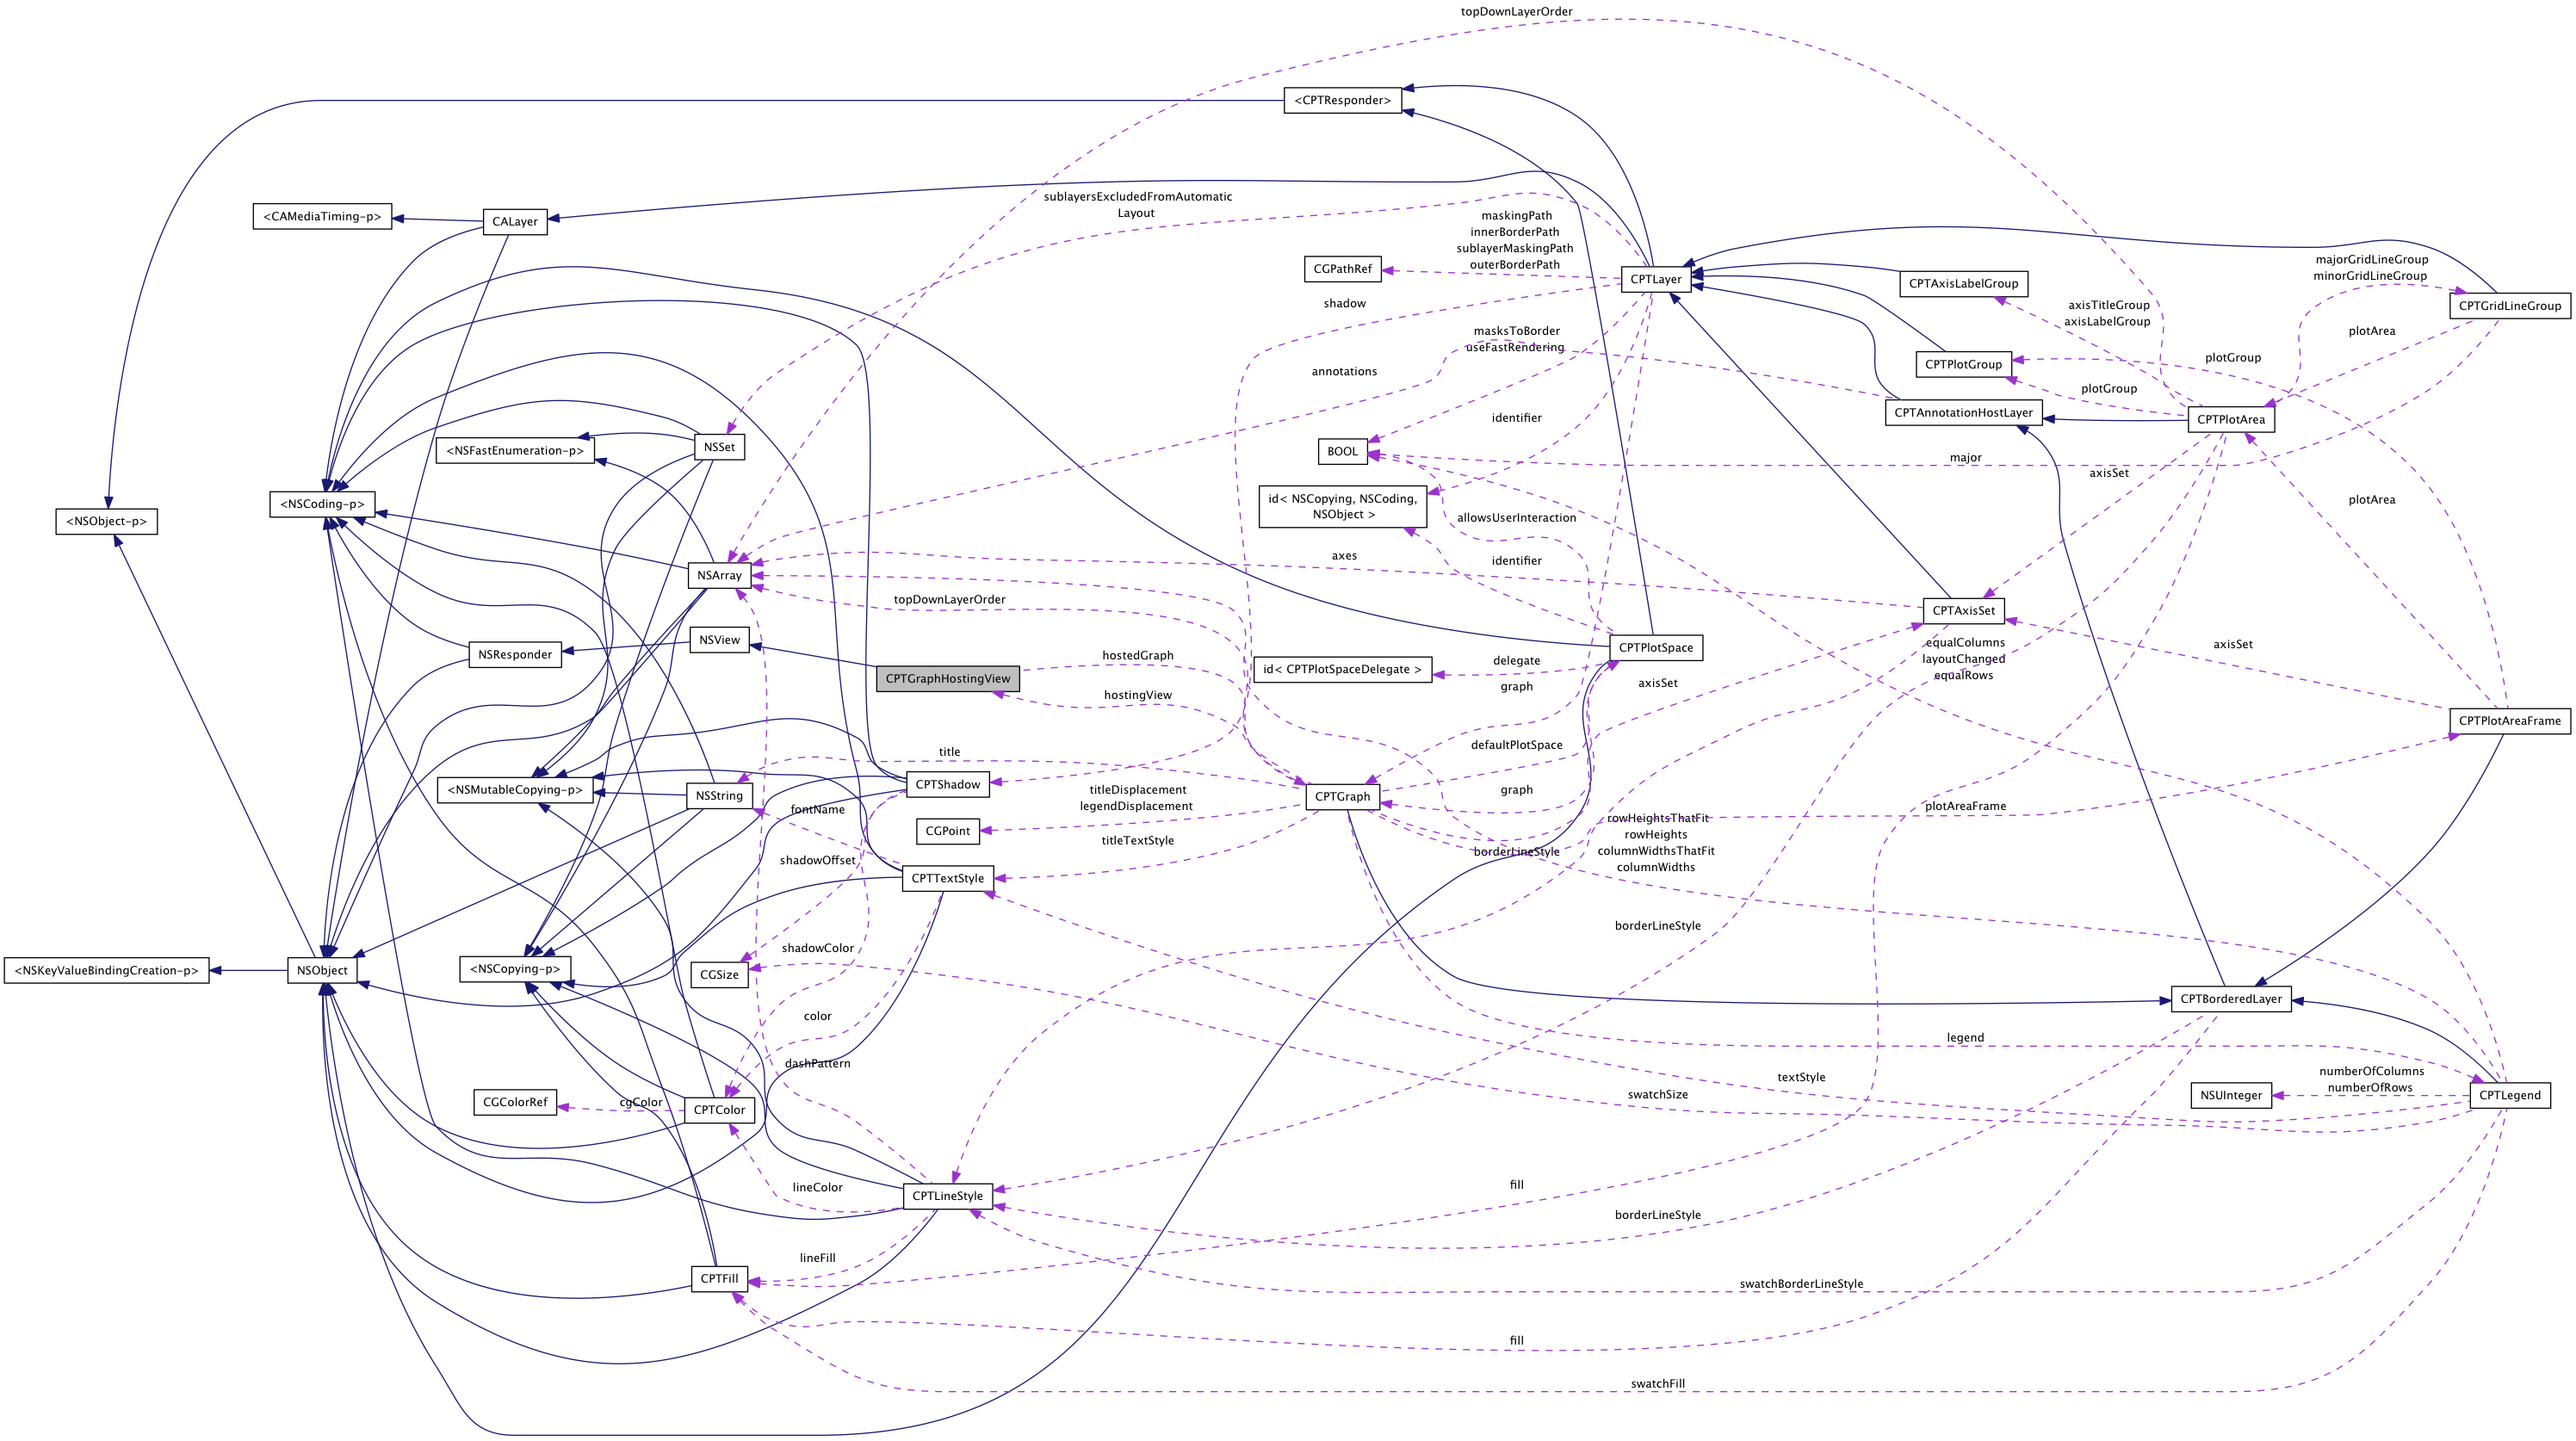 topDownLayerOrder
<CPTResponder>
sublayersExcludedFromAutomatic
Layout
<CAMediaTiming-p>
CALayer
maskingPath
innerBorderPath
sublayerMaskingPath
outerBorderPath
CGPathRef
CPTLayer
CPTAxisLabelGroup
majorGridLineGroup
minorGridLineGroup
CPTGridLineGroup
shadow
axisTitleGroup
axisLabelGroup
masksToBorder
useFastRendering
plotArea
annotations
CPTPlotGroup
plotGroup
plotGroup
CPTAnnotationHostLayer
CPTPlotArea
identifier
<NSFastEnumeration-p>
NSSet
BOOL
major
axisSet
<NSCoding-p>
<NSObject-p>
id< NSCopying, NSCoding,
NSObject >
allowsUserInteraction
plotArea
axes
identifier
NSArray
topDownLayerOrder
CPTAxisSet
NSResponder
NSView
hostedGraph
CPTPlotSpace
equalColumns
layoutChanged
equalRows
axisSet
CPTGraphHostingView
id< CPTPlotSpaceDelegate >
delegate
graph
axisSet
hostingView
CPTPlotAreaFrame
title
defaultPlotSpace
<NSMutableCopying-p>
NSString
CPTShadow
titleDisplacement
legendDisplacement
CPTGraph
graph
fontName
CGPoint
plotAreaFrame
rowHeightsThatFit
rowHeights
columnWidthsThatFit
columnWidths
titleTextStyle
borderLineStyle
shadowOffset
CPTTextStyle
borderLineStyle
shadowColor
<NSKeyValueBindingCreation-p>
NSObject
<NSCopying-p>
CGSize
CPTBorderedLayer
color
legend
dashPattern
textStyle
numberOfColumns
numberOfRows
CGColorRef
cgColor
CPTColor
swatchSize
NSUInteger
CPTLegend
lineColor
CPTLineStyle
fill
borderLineStyle
lineFill
CPTFill
swatchBorderLineStyle
fill
swatchFill